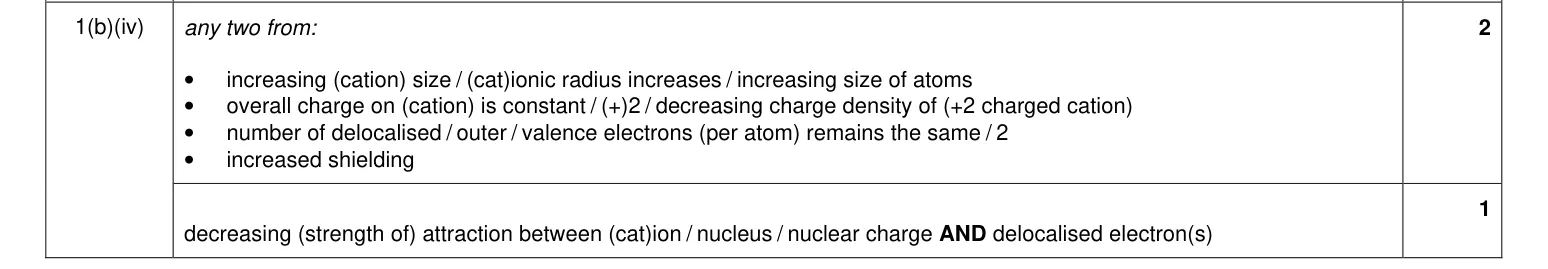 1(b)(iv) any two from: 2
• increasing (cation) size / (cat)ionic radius increases / increasing size of atoms
• overall charge on (cation) is constant / (+)2 / decreasing charge density of (+2 charged cation)
• number of delocalised / outer / valence electrons (per atom) remains the same / 2
• increased shielding
1
decreasing (strength of) attraction between (cat)ion / nucleus / nuclear charge AND delocalised electron(s)